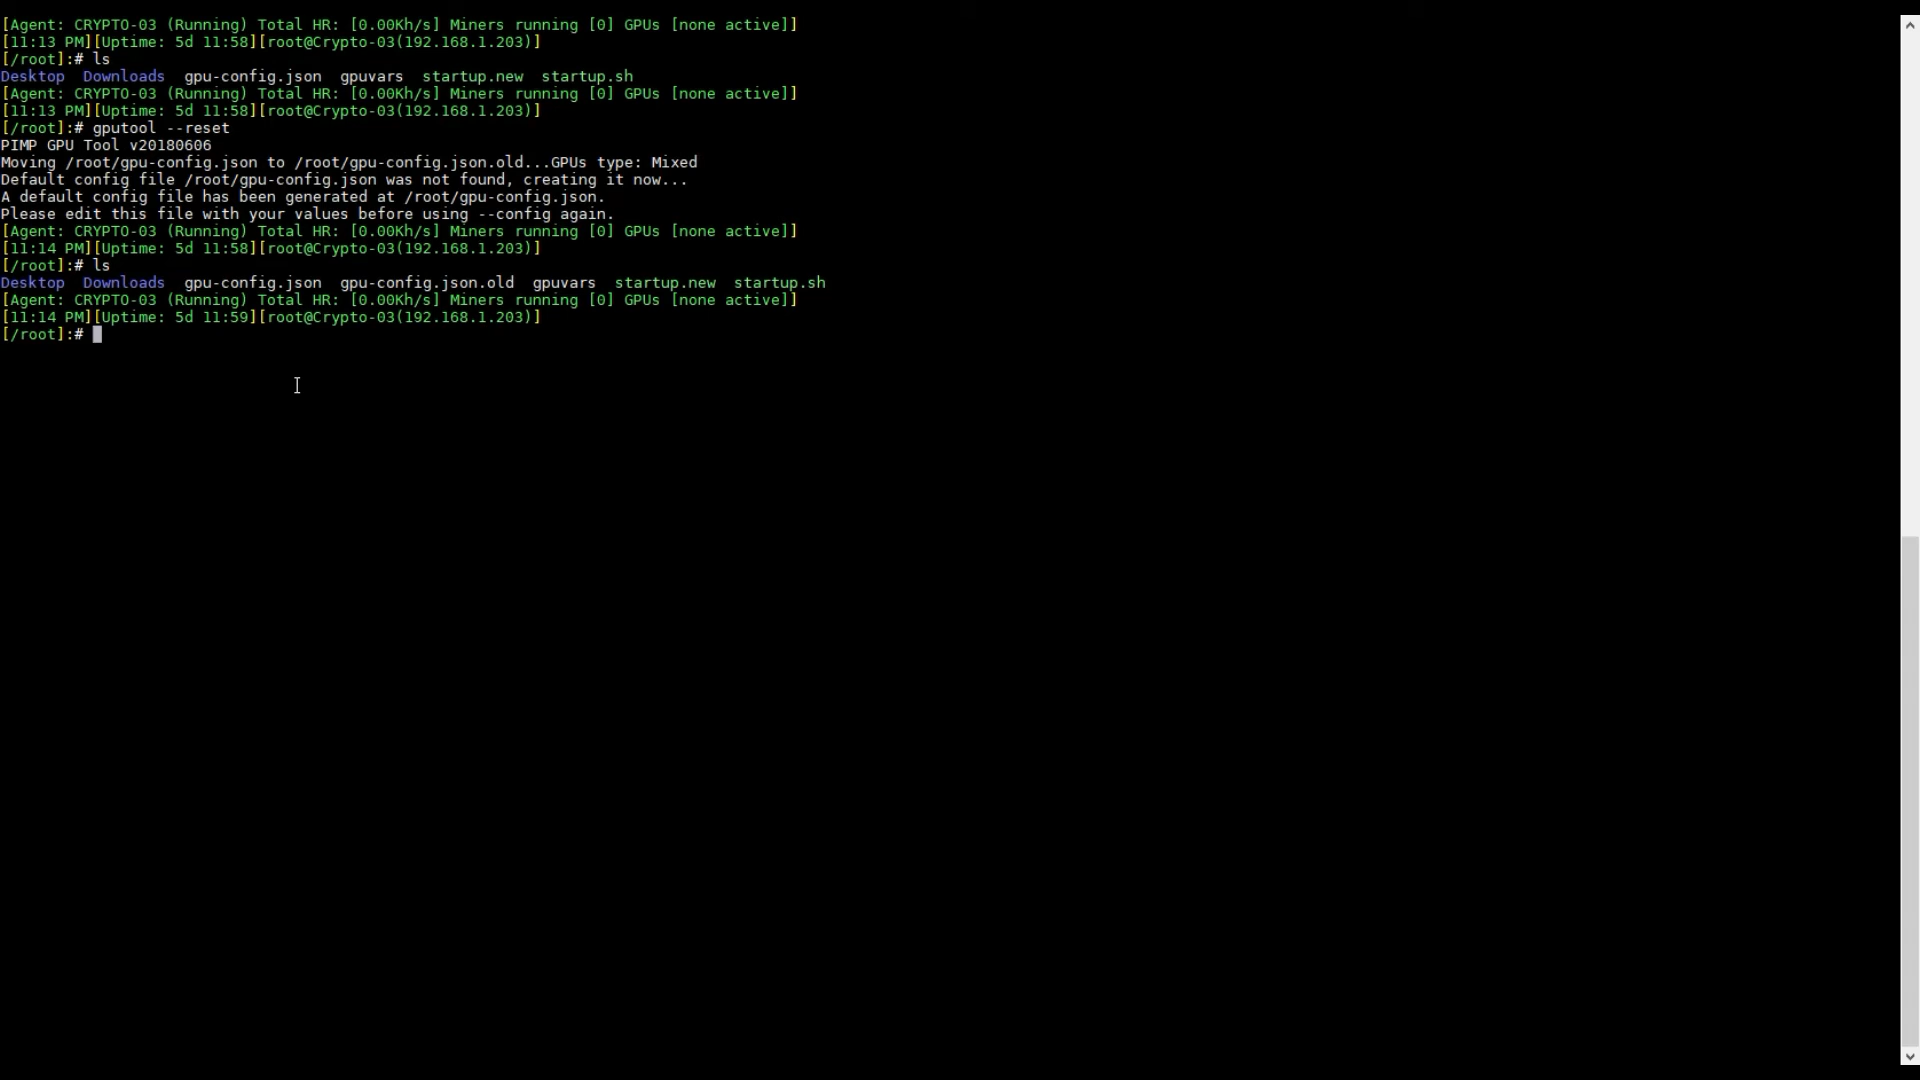 [Agent: CRYPTO-03 (Running) Total HR: [0.00Kh/s] Miners running [0] GPUs [none active]]
[11:13 PM][Uptime: 5d 11:58][root@Crypto-03(192.168.1.203)]
[/root]:# ls
Desktop  Downloads  gpu-config.json  gpuvars  startup.new  startup.sh
[Agent: CRYPTO-03 (Running) Total HR: [0.00Kh/s] Miners running [0] GPUs [none active]]
[11:13 PM][Uptime: 5d 11:58][root@Crypto-03(192.168.1.203)]
[/root]:# gputool --reset
PIMP GPU Tool v20180606
Moving /root/gpu-config.json to /root/gpu-config.json.old...GPUs type: Mixed
Default config file /root/gpu-config.json was not found, creating it now...
A default config file has been generated at /root/gpu-config.json.
Please edit this file with your values before using --config again.
[Agent: CRYPTO-03 (Running) Total HR: [0.00Kh/s] Miners running [0] GPUs [none active]]
[11:14 PM][Uptime: 5d 11:58][root@Crypto-03(192.168.1.203)]
[/root]:# ls
Desktop  Downloads  gpu-config.json  gpu-config.json.old  gpuvars  startup.new  startup.sh
[Agent: CRYPTO-03 (Running) Total HR: [0.00Kh/s] Miners running [0] GPUs [none active]]
[11:14 PM][Uptime: 5d 11:59][root@Crypto-03(192.168.1.203)]
[/root]:#